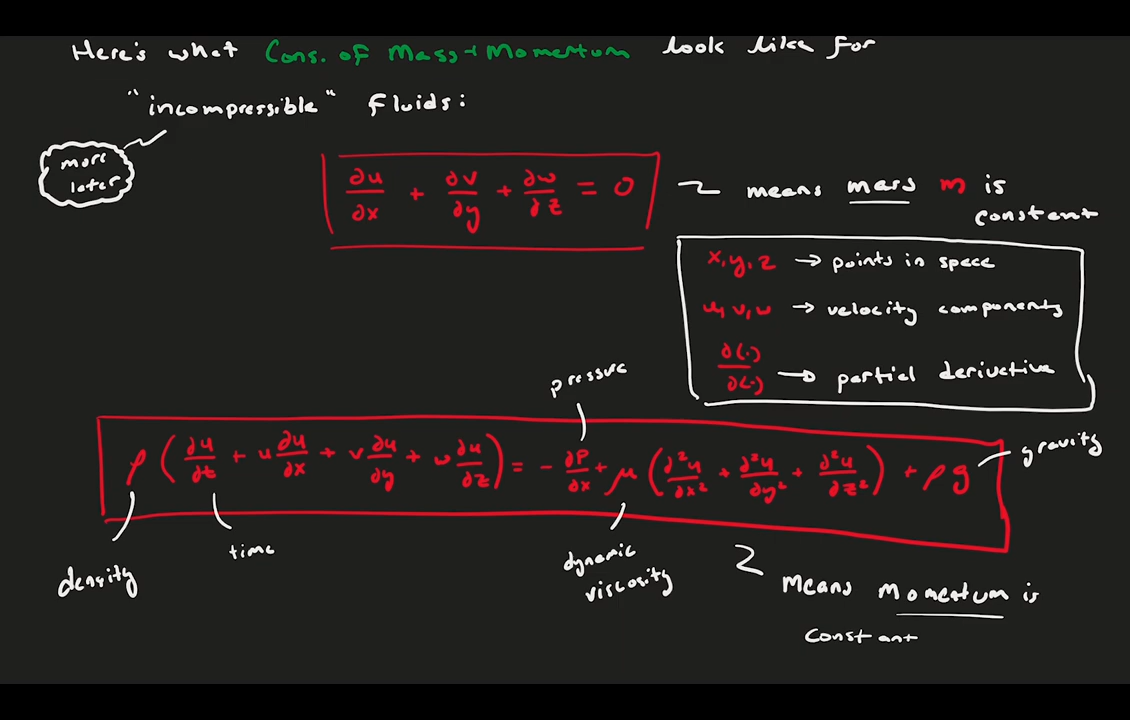 Here's what Cons. of Mass + Momentum look like for
"incompressible" fluids:
more
later
∂u/∂x + ∂v/∂y + ∂w/∂z = 0
means mass m is
constant
x, y, z → points in space
u, v, w → velocity components
∂(·)/∂(·) → partial derivative
pressure
ρ(∂u/∂t + u ∂u/∂x + v ∂u/∂y + w ∂u/∂z) = - ∂P/∂x + μ(∂²u/∂x² + ∂²u/∂y² + ∂²u/∂z²) + ρg
gravity
density
time
dynamic
viscosity
means momentum is
constant